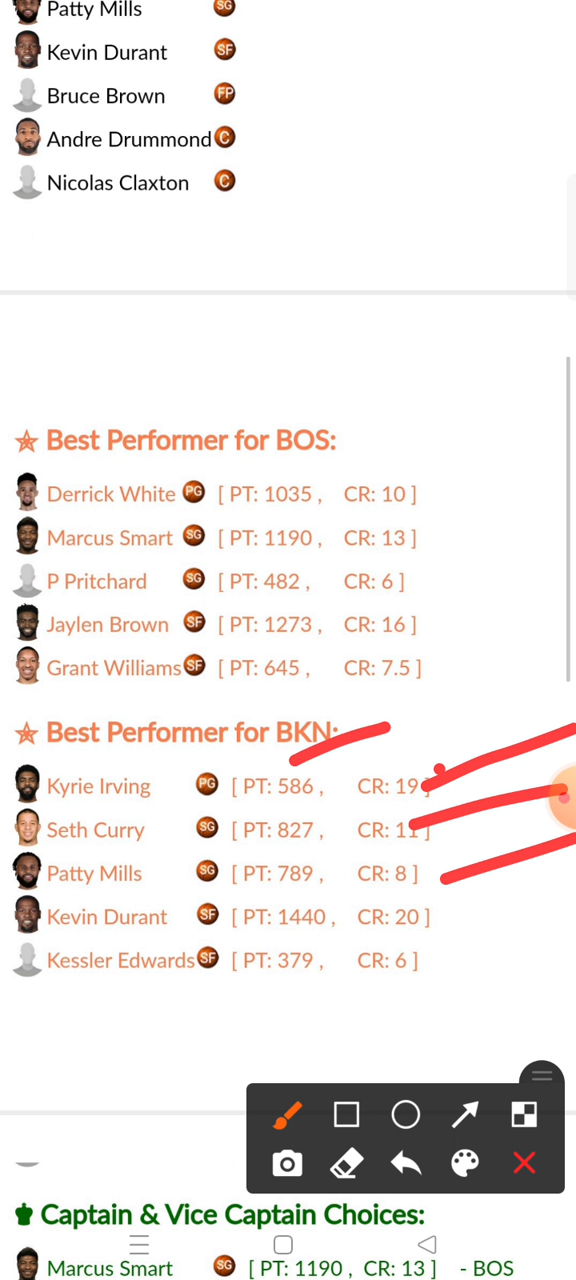 Patty Mills SG
Kevin Durant SF
Bruce Brown FP
Andre Drummond C
Nicolas Claxton C
Best Performer for BOS:
Derrick White PG [ PT: 1035 , CR: 10 ]
Marcus Smart SG [ PT: 1190 , CR: 13 ]
P Pritchard SG [ PT: 482 , CR: 6 ]
Jaylen Brown SF [ PT: 1273 , CR: 16 ]
Grant Williams SF [ PT: 645 , CR: 7.5 ]
Best Performer for BKN:
Kyrie Irving PG [ PT: 586 , CR: 19 ]
Seth Curry SG [ PT: 827 , CR: 11 ]
Patty Mills SG [ PT: 789 , CR: 8 ]
Kevin Durant SF [ PT: 1440 , CR: 20 ]
Kessler Edwards SF [ PT: 379 , CR: 6 ]
Captain & Vice Captain Choices:
Marcus Smart SG [ PT: 1190 , CR: 13 ] - BOS